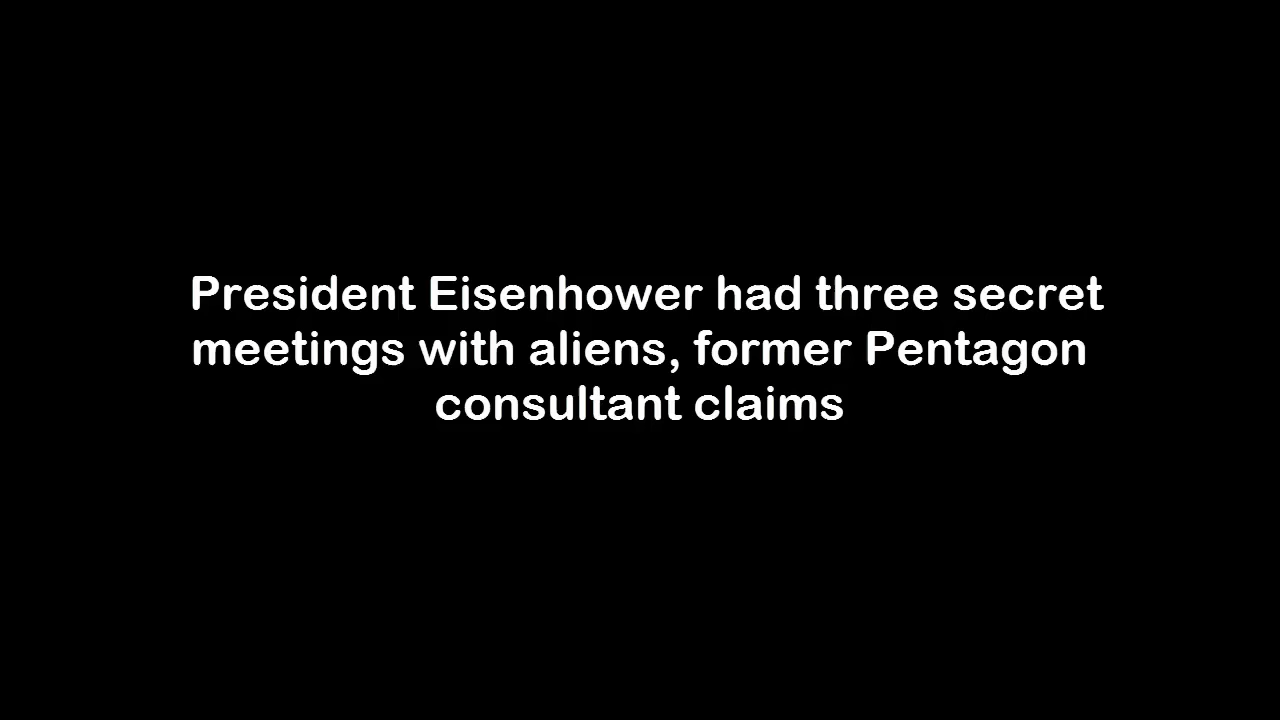 President Eisenhower had three secret
meetings with aliens, former Pentagon
consultant claims